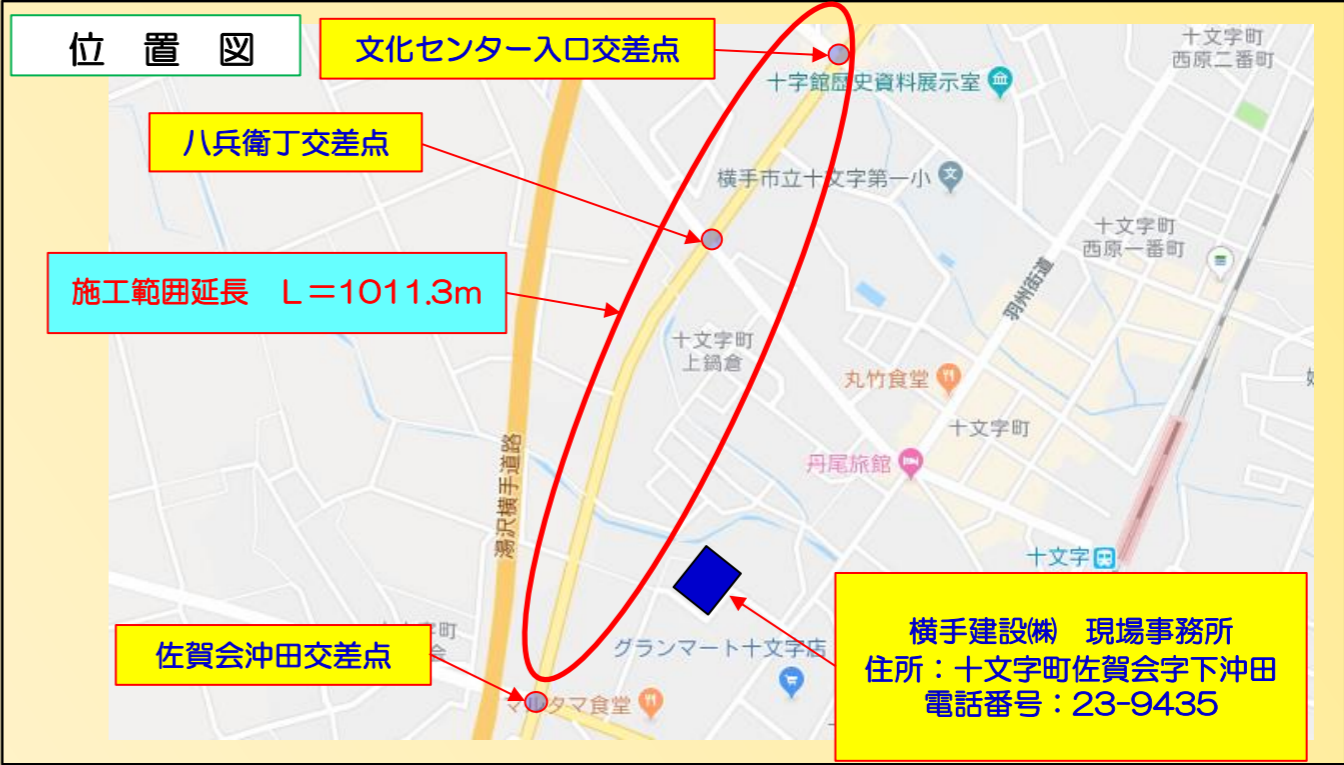 位 置 図
文化センター入口交差点
十文字町
西原二番町
十字館歴史資料展示室
八兵衛丁交差点
横手市立十文字第一小
文
十文字町
西原一番町
施工範囲延長 L=1011.3m
羽州街道
十文字町
上鍋倉
丸竹食堂
十文字町
湯沢横手道路
丹尾旅館
十文字
横手建設㈱ 現場事務所
住所：十文字町佐賀会字下沖田
電話番号：23-9435
佐賀会沖田交差点
町
会
グランマート十文字店
マルタマ食堂